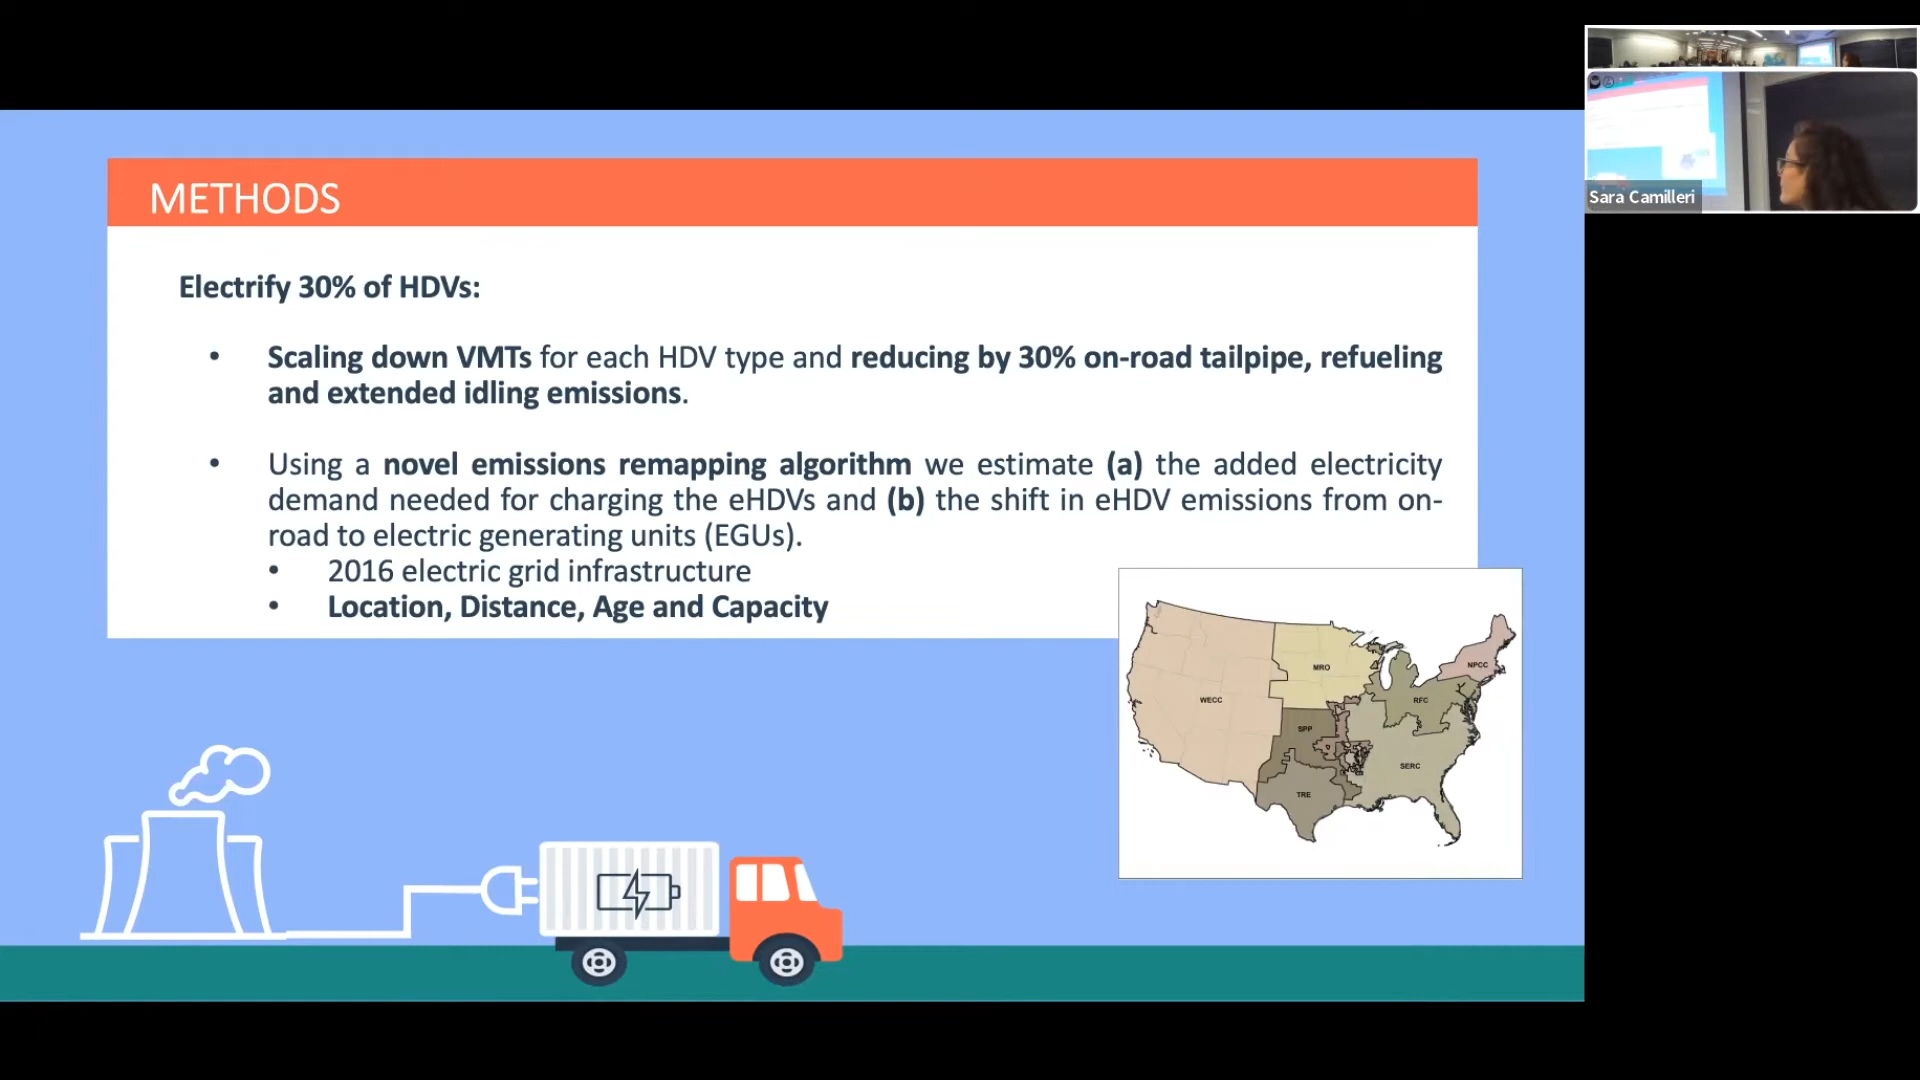 METHODS
Electrify 30% of HDVs:
• Scaling down VMTs for each HDV type and reducing by 30% on-road tailpipe, refueling
and extended idling emissions.
• Using a novel emissions remapping algorithm we estimate (a) the added electricity
demand needed for charging the eHDVs and (b) the shift in eHDV emissions from on-
road to electric generating units (EGUs).
• 2016 electric grid infrastructure
• Location, Distance, Age and Capacity
MRO
NPCC
WECC
RFC
SPP
SERC
TRE
Sara Camilleri